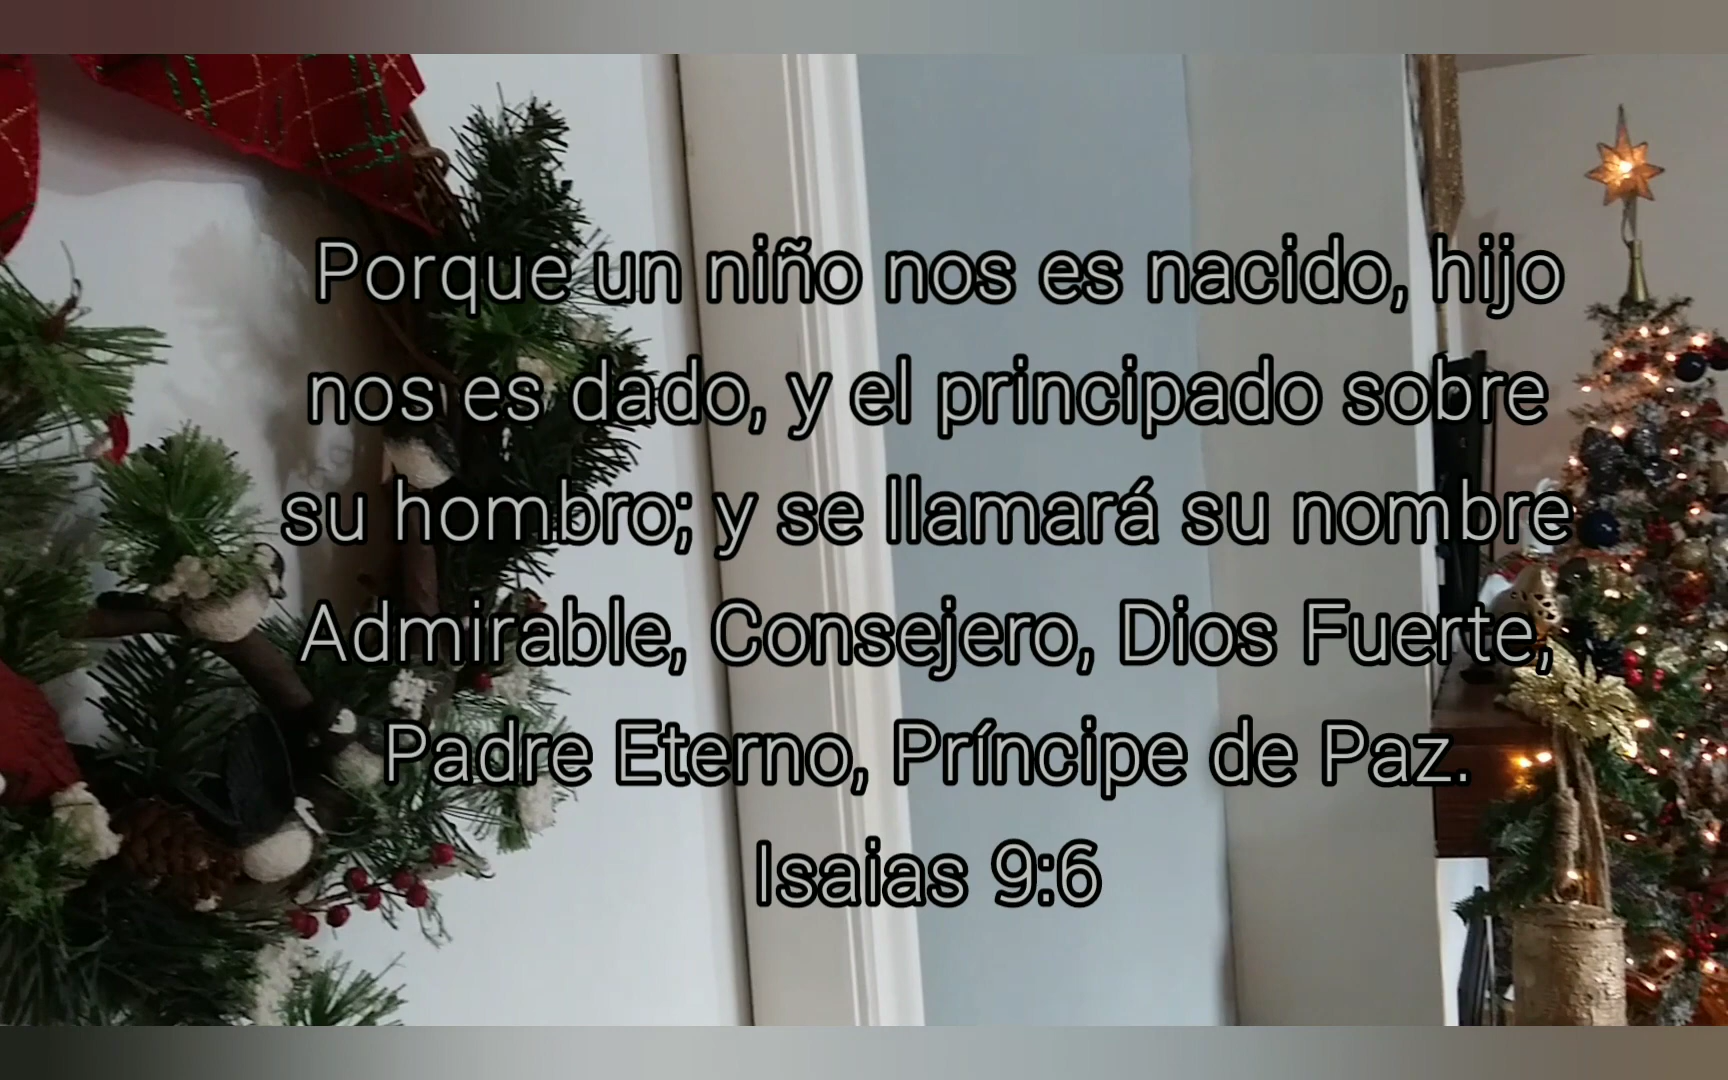 Porque un niño nos es nacido, hijo
nos es dado, y el principado sobre
su hombro; y se llamará su nombre
Admirable, Consejero, Dios Fuerte,
Padre Eterno, Príncipe de Paz.
Isaias 9:6